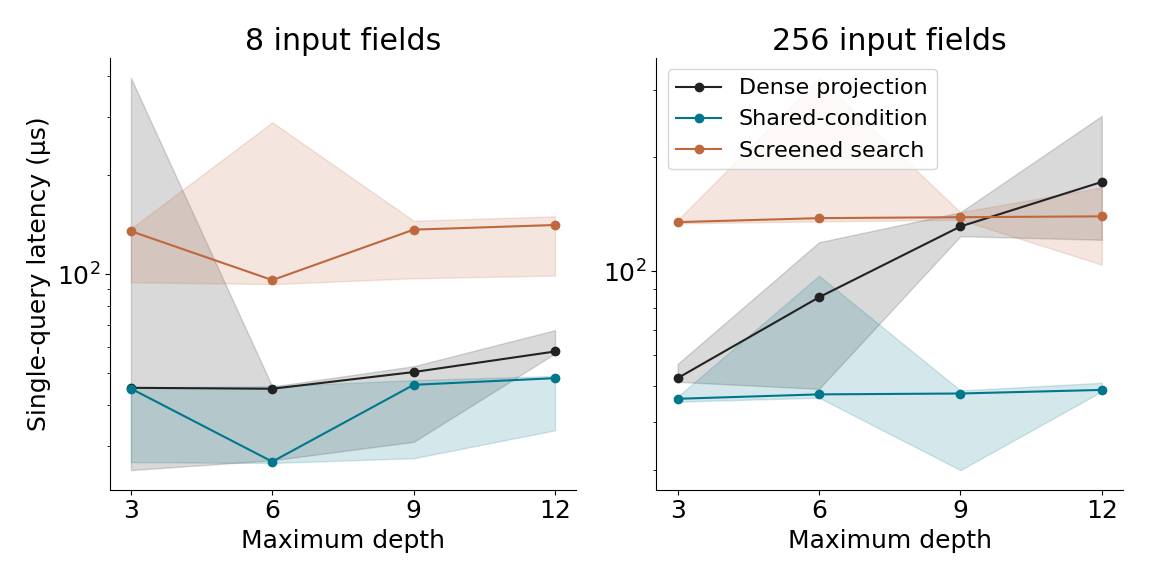 8 input fields
256 input fields
Single-query latency (µs)
10²
3
6
9
12
Maximum depth
Dense projection
Shared-condition
Screened search
10²
3
6
9
12
Maximum depth